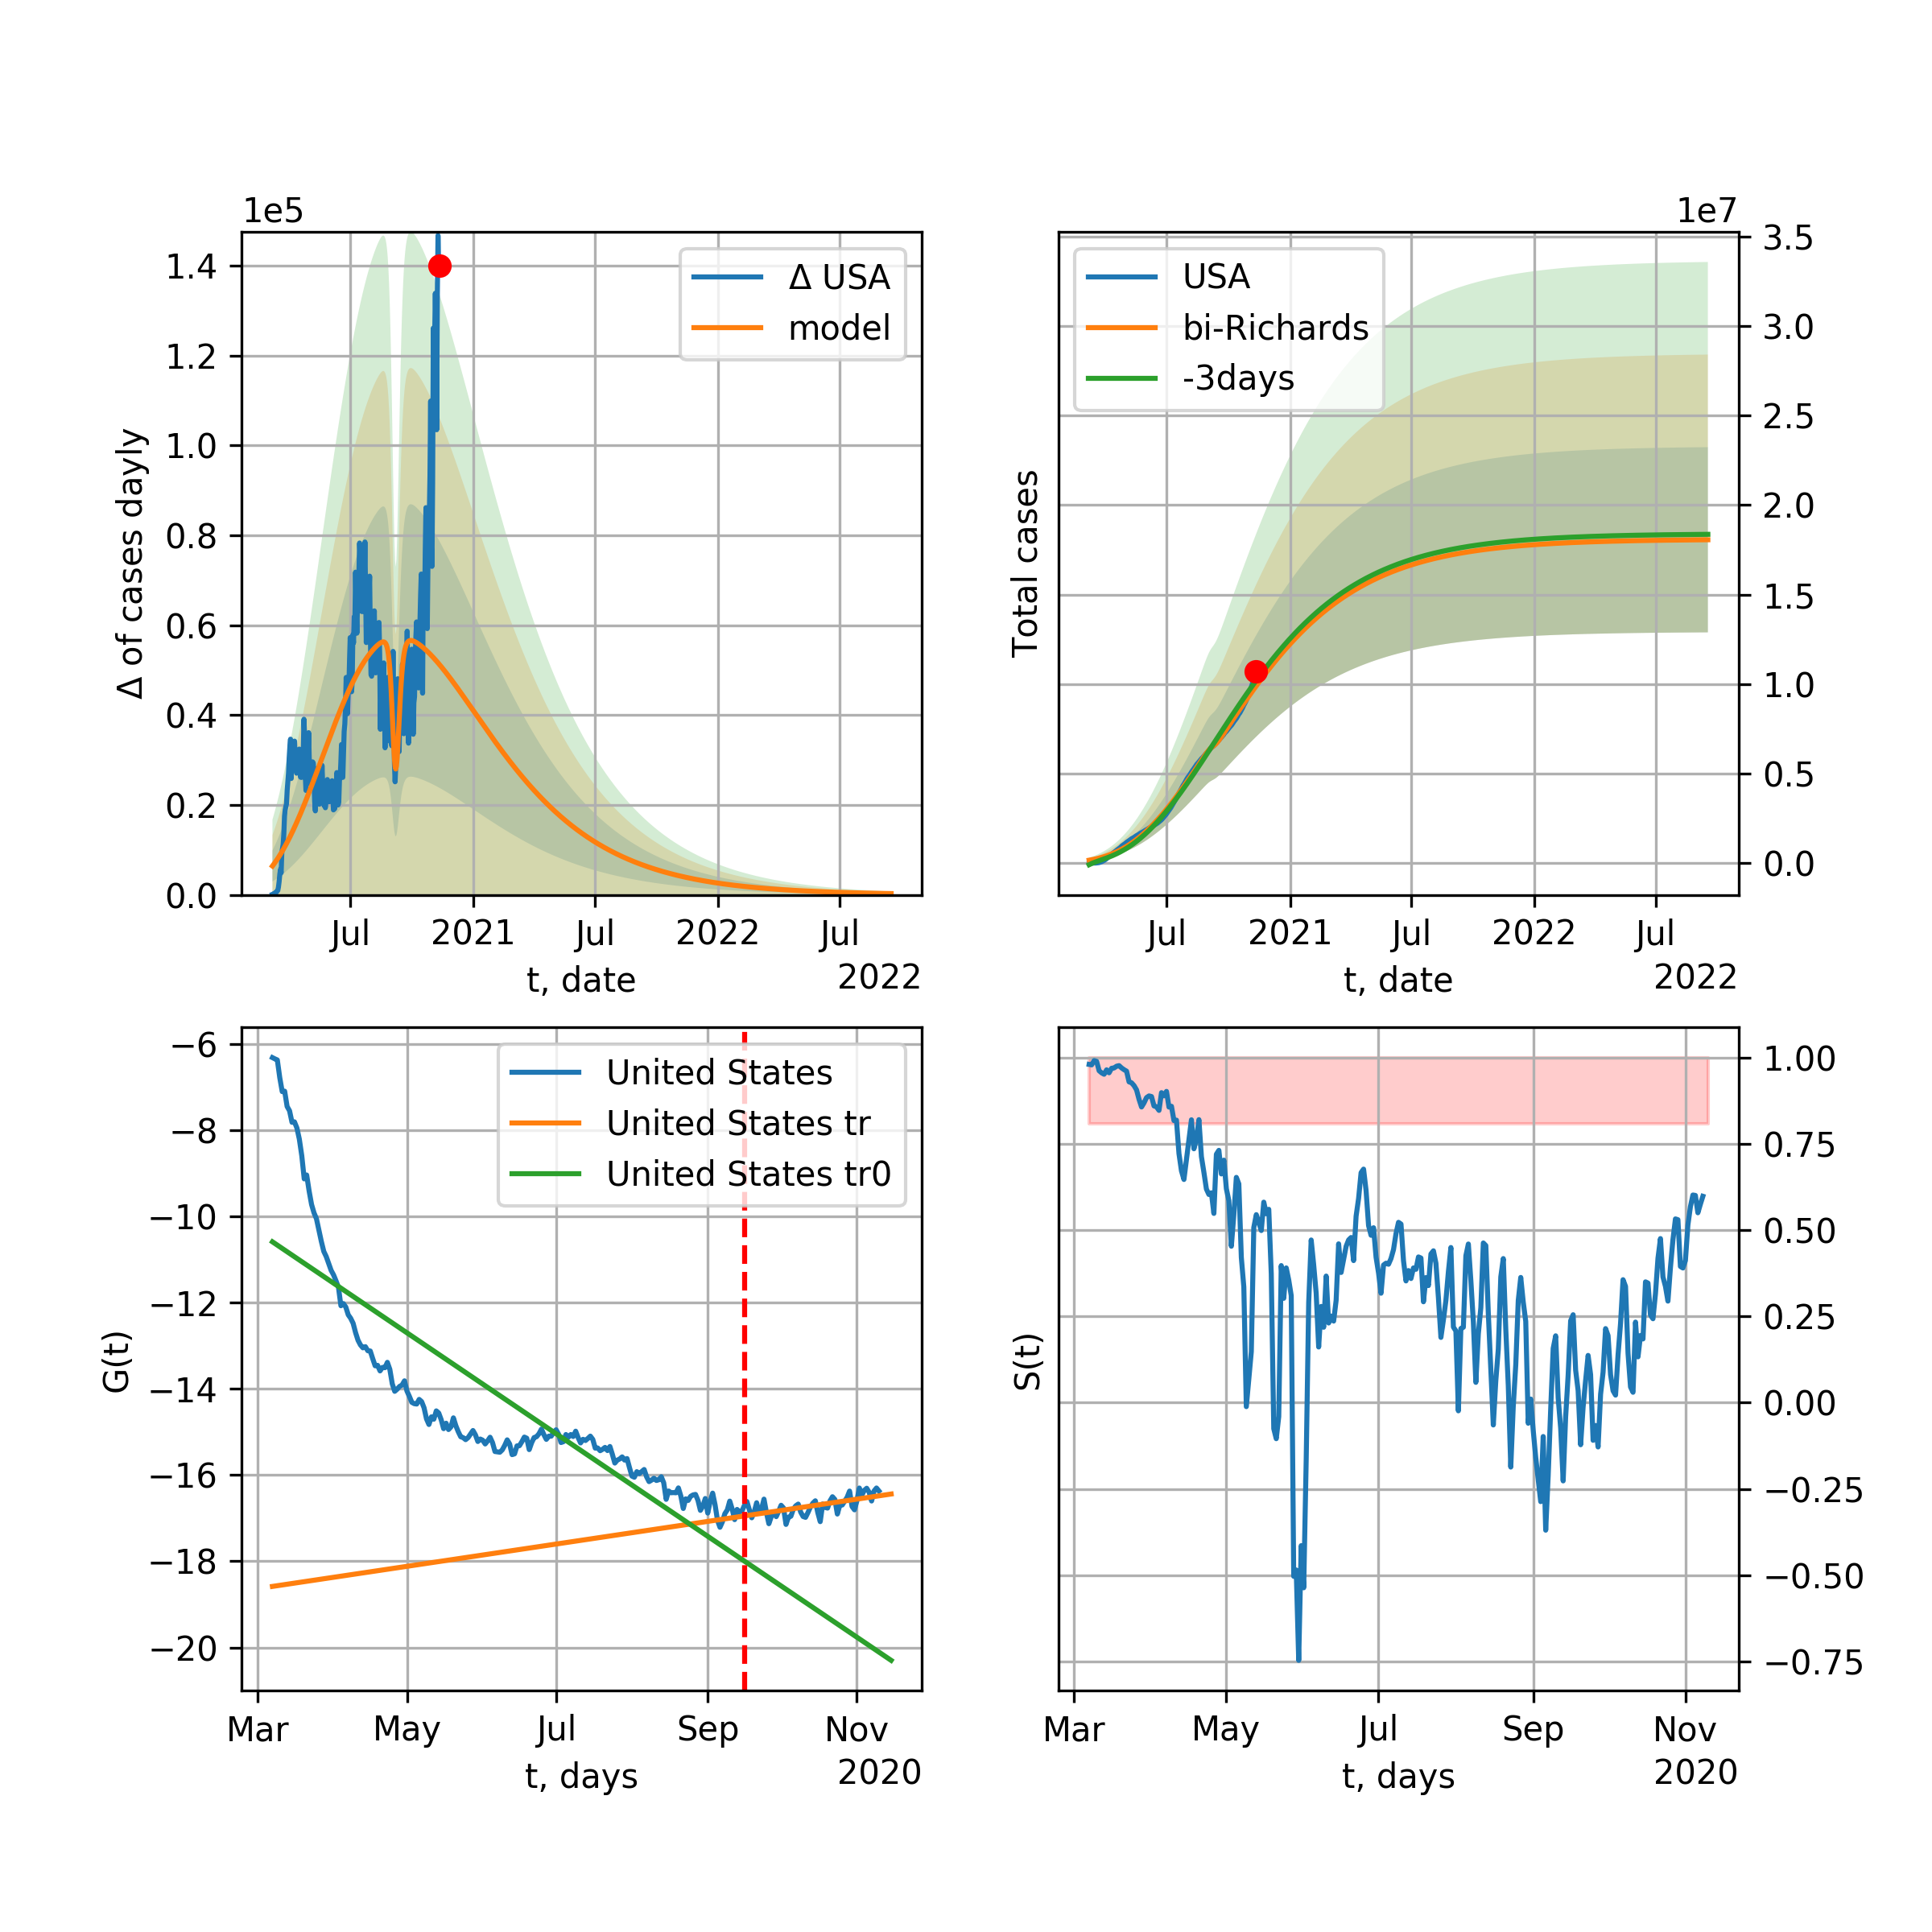 1e5
1.4
1.2
1.0
0.8
0.6
0.4
0.2
0.0
Δ of cases dayly
Δ USA
model
Jul
2021
Jul
2022
Jul
t, date
2022
1e7
3.5
3.0
2.5
2.0
1.5
1.0
0.5
0.0
Total cases
USA
bi-Richards
-3days
Jul
2021
Jul
2022
Jul
t, date
2022
−6
−8
−10
−12
−14
−16
−18
−20
G(t)
United States
United States tr
United States tr0
Mar
May
Jul
Sep
Nov
t, days
2020
1.00
0.75
0.50
0.25
0.00
−0.25
−0.50
−0.75
S(t)
Mar
May
Jul
Sep
Nov
t, days
2020